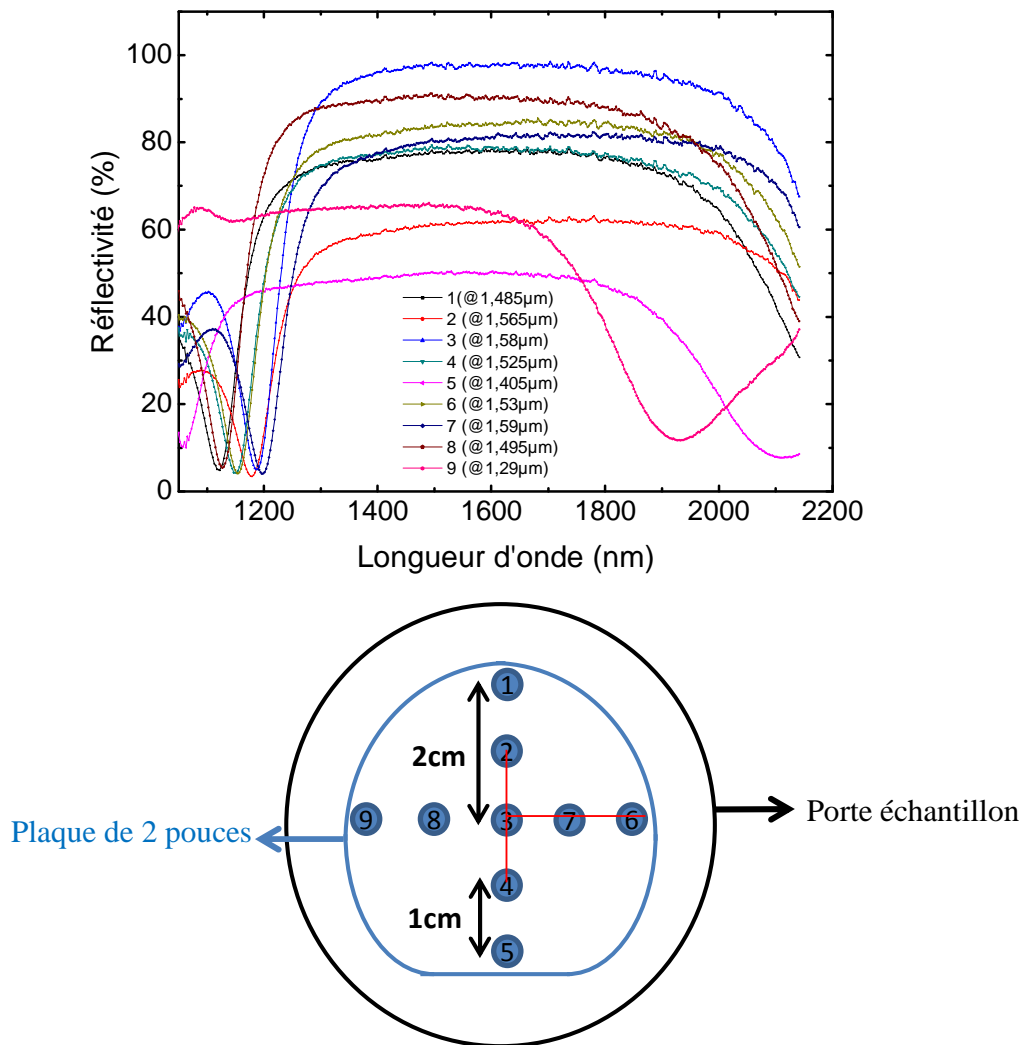 100
80
60
40
20
0
Réflectivité (%)
1(@1,485µm)
2 (@1,565µm)
3 (@1,58µm)
4 (@1,525µm)
5 (@1,405µm)
6 (@1,53µm)
7 (@1,59µm)
8 (@1,495µm)
9 (@1,29µm)
1200 1400 1600 1800 2000 2200
Longueur d'onde (nm)
1
2cm
2
9 8 3 7 6
Porte échantillon
Plaque de 2 pouces
4
1cm
5